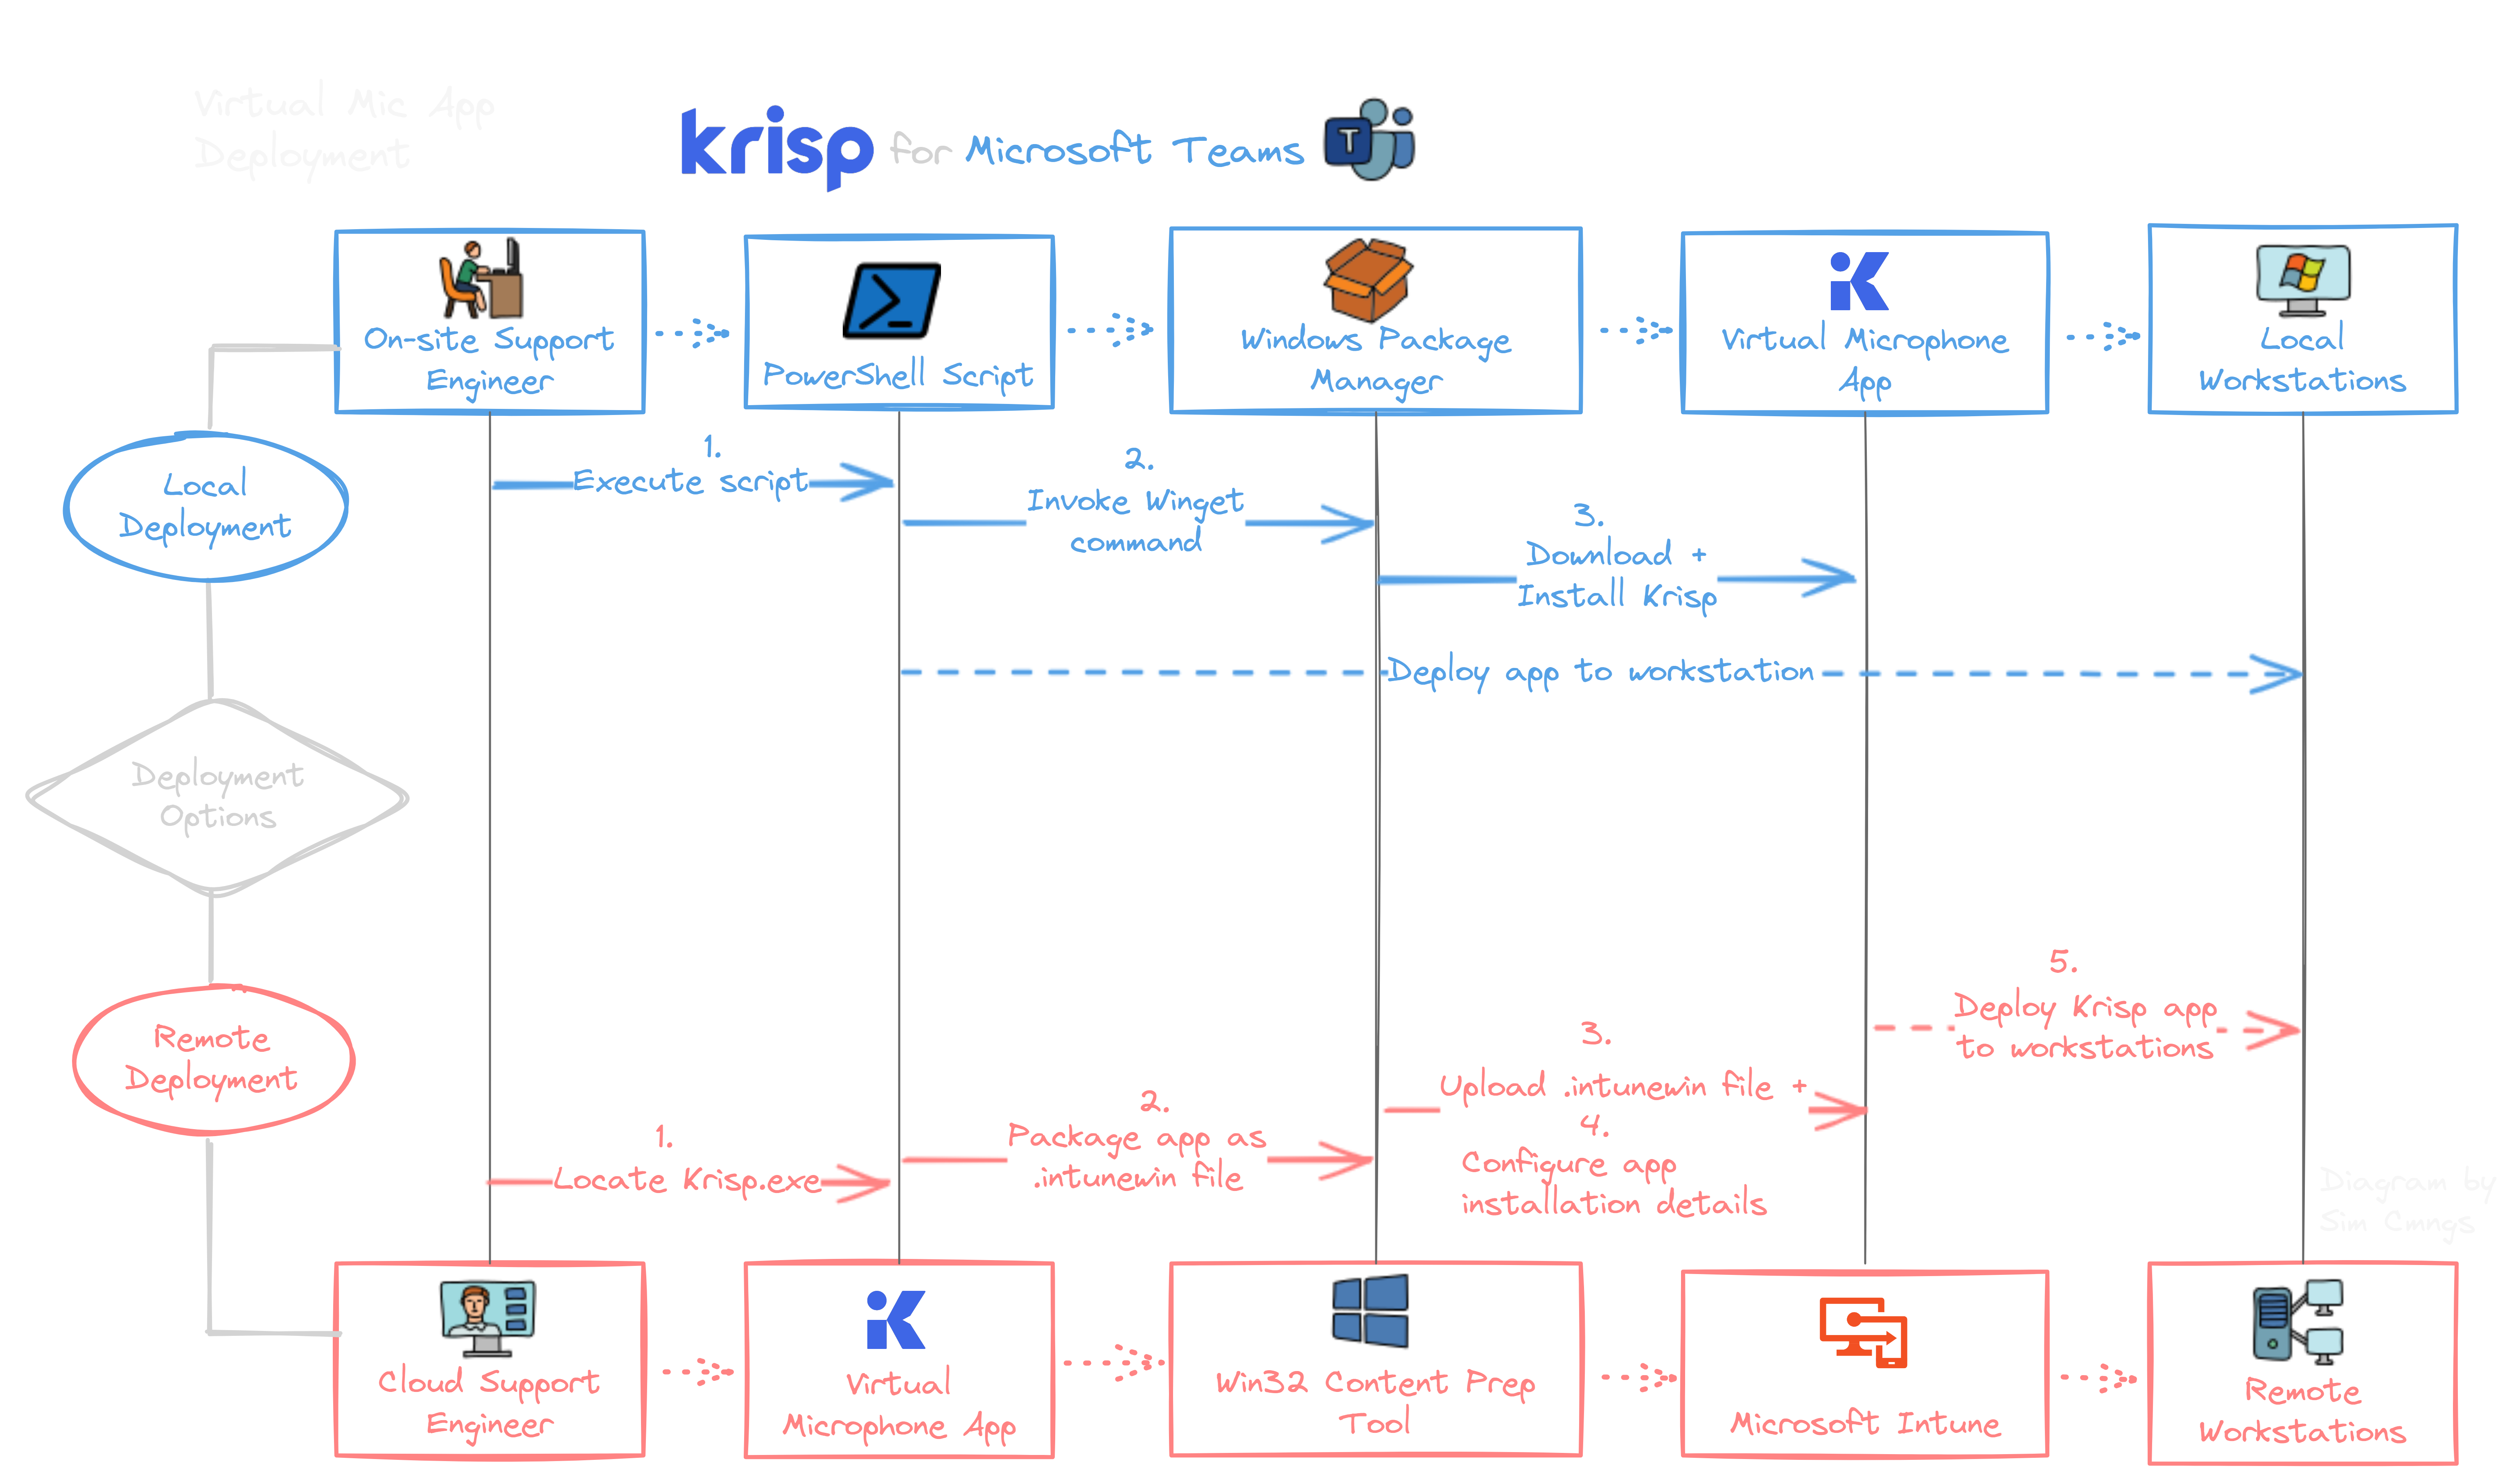 Virtual Mic App
Deployment
krisp for Microsoft Teams
T
On-site Support
Engineer
PowerShell Script
Windows Package
Manager
Virtual Microphone
App
Local
Workstations
Local
Deployment
1.
Execute script
2.
Invoke Winget
command
3.
Download +
Install Krisp
Deploy app to workstation
Deployment
Options
Remote
Deployment
1.
Locate Krisp.exe
2.
Package app as
.intunewin file
3.
Upload .intunewin file +
4.
Configure app
installation details
5.
Deploy Krisp app
to workstations
Diagram by
Sim Cmngs
Cloud Support
Engineer
Virtual
Microphone App
Win32 Content Prep
Tool
Microsoft Intune
Remote
Workstations